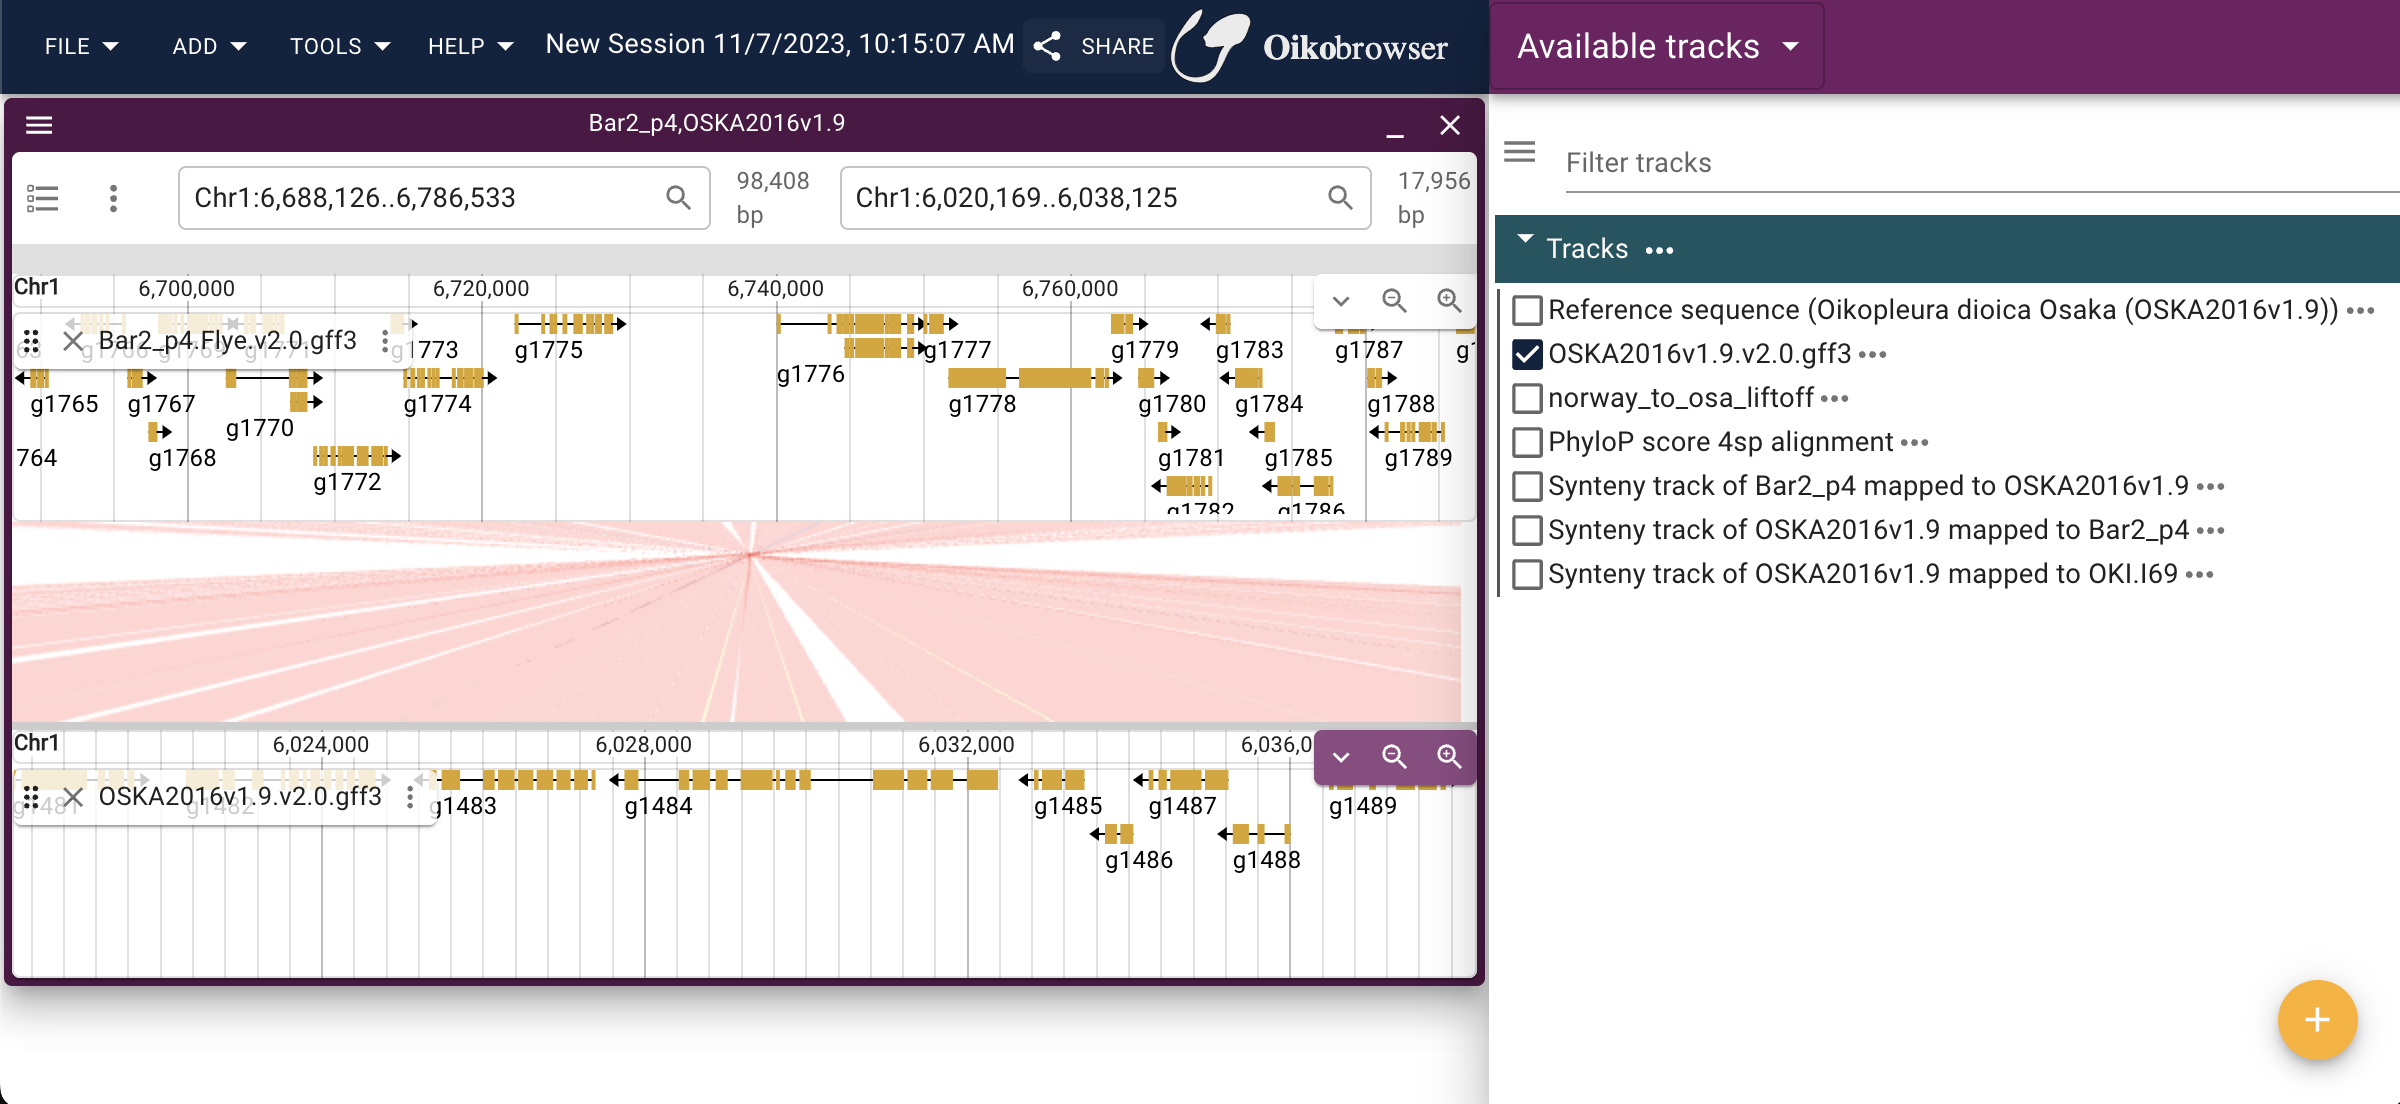 FILE ADD TOOLS HELP New Session 11/7/2023, 10:15:07 AM SHARE Oikobrowser
Available tracks
Bar2_p4,OSKA2016v1.9
Chr1:6,688,126..6,786,533 98,408 bp Chr1:6,020,169..6,038,125 17,956 bp
Filter tracks
Tracks
Reference sequence (Oikopleura dioica Osaka (OSKA2016v1.9))
OSKA2016v1.9.v2.0.gff3
norway_to_osa_liftoff
PhyloP score 4sp alignment
Synteny track of Bar2_p4 mapped to OSKA2016v1.9
Synteny track of OSKA2016v1.9 mapped to Bar2_p4
Synteny track of OSKA2016v1.9 mapped to OKI.I69
Chr1 6,700,000 6,720,000 6,740,000 6,760,000
Bar2_p4.Flye.v2.0.gff3
g1773 g1775 g1777 g1779 g1783 g1787
g1776
g1765 g1767 g1774 g1778 g1780 g1784 g1788
g1770
764 g1768 g1781 g1785 g1789
g1772
g1782 g1786
Chr1 6,024,000 6,028,000 6,032,000 6,036,0
OSKA2016v1.9.v2.0.gff3
g1481 g1482 g1483 g1484 g1485 g1487 g1489
g1486 g1488